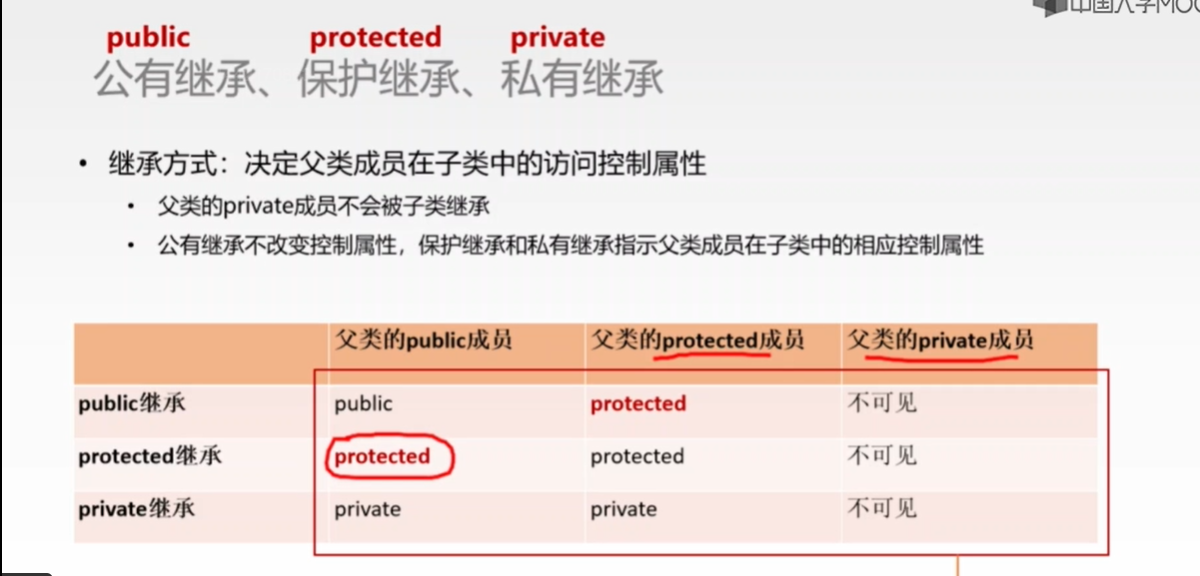 中国大学MOO
public protected private
公有继承、保护继承、私有继承
• 继承方式：决定父类成员在子类中的访问控制属性
• 父类的private成员不会被子类继承
• 公有继承不改变控制属性，保护继承和私有继承指示父类成员在子类中的相应控制属性
父类的public成员 父类的protected成员 父类的private成员
public继承 public protected 不可见
protected继承 protected protected 不可见
private继承 private private 不可见